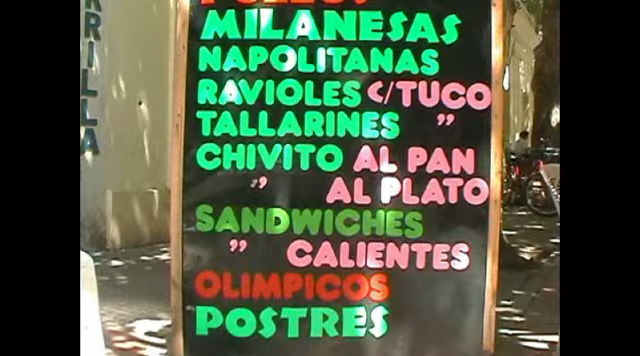 MILANESAS
NAPOLITANAS
RAVIOLES C/TUCO
TALLARINES "
CHIVITO AL PAN
" AL PLATO
SANDWICHES
" CALIENTES
OLIMPICOS
POSTRES